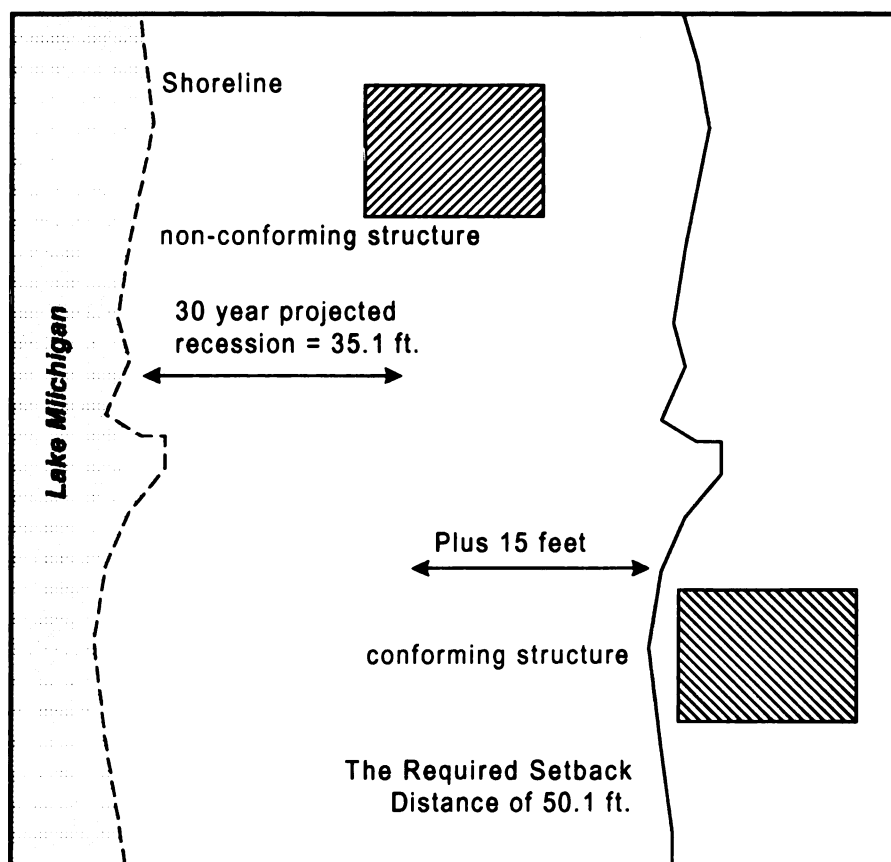 Shoreline
non-conforming structure
30 year projected
recession = 35.1 ft.
Lake Miichigan
Plus 15 feet
conforming structure
The Required Setback
Distance of 50.1 ft.